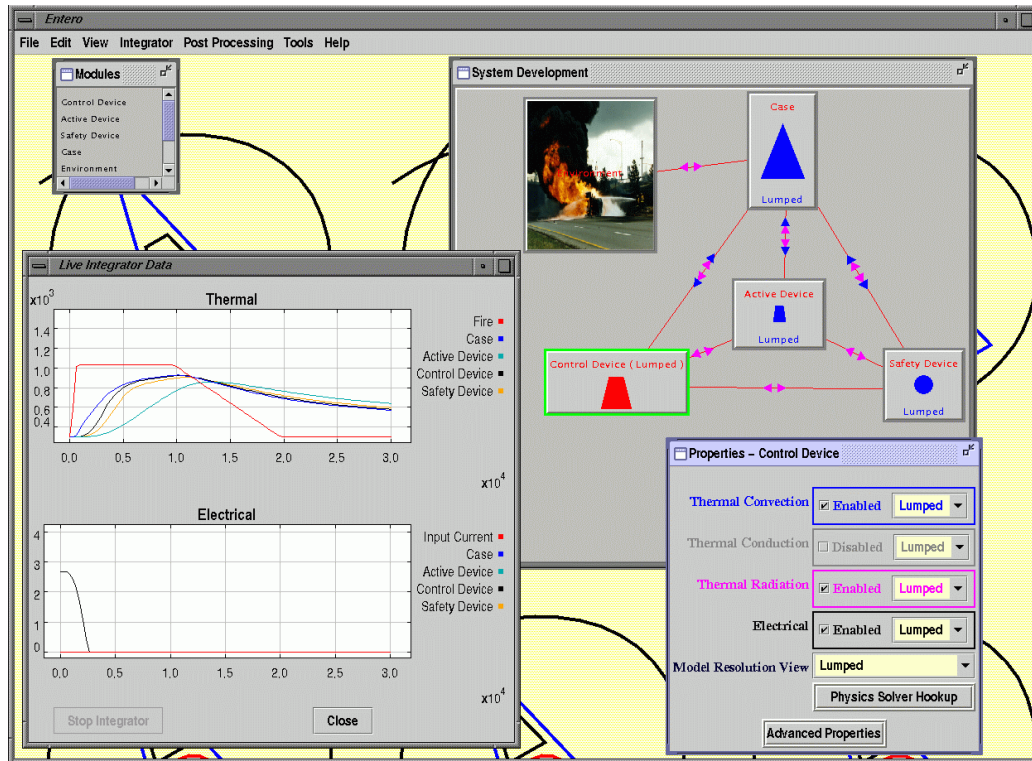 Entero
File Edit View Integrator Post Processing Tools Help
Modules
Control Device
Active Device
Safety Device
Case
Environment
System Development
Environment
Case
Lumped
Active Device
Lumped
Control Device ( Lumped )
Safety Device
Lumped
Live Integrator Data
Thermal
x10³
1,4
1,2
1,0
0,8
0,6
0,4
0,0 0,5 1,0 2,0 2,5 3,0
x10⁴
Fire
Case
Active Device
Control Device
Safety Device
Electrical
4
3
2
1
0
0,0 0,5 1,0 2,0 2,5 3,0
x10⁴
Input Current
Case
Active Device
Control Device
Safety Device
Stop Integrator Close
Properties – Control Device
Thermal Convection Enabled Lumped
Thermal Conduction Disabled Lumped
Thermal Radiation Enabled Lumped
Electrical Enabled Lumped
Model Resolution View Lumped
Physics Solver Hookup
Advanced Properties